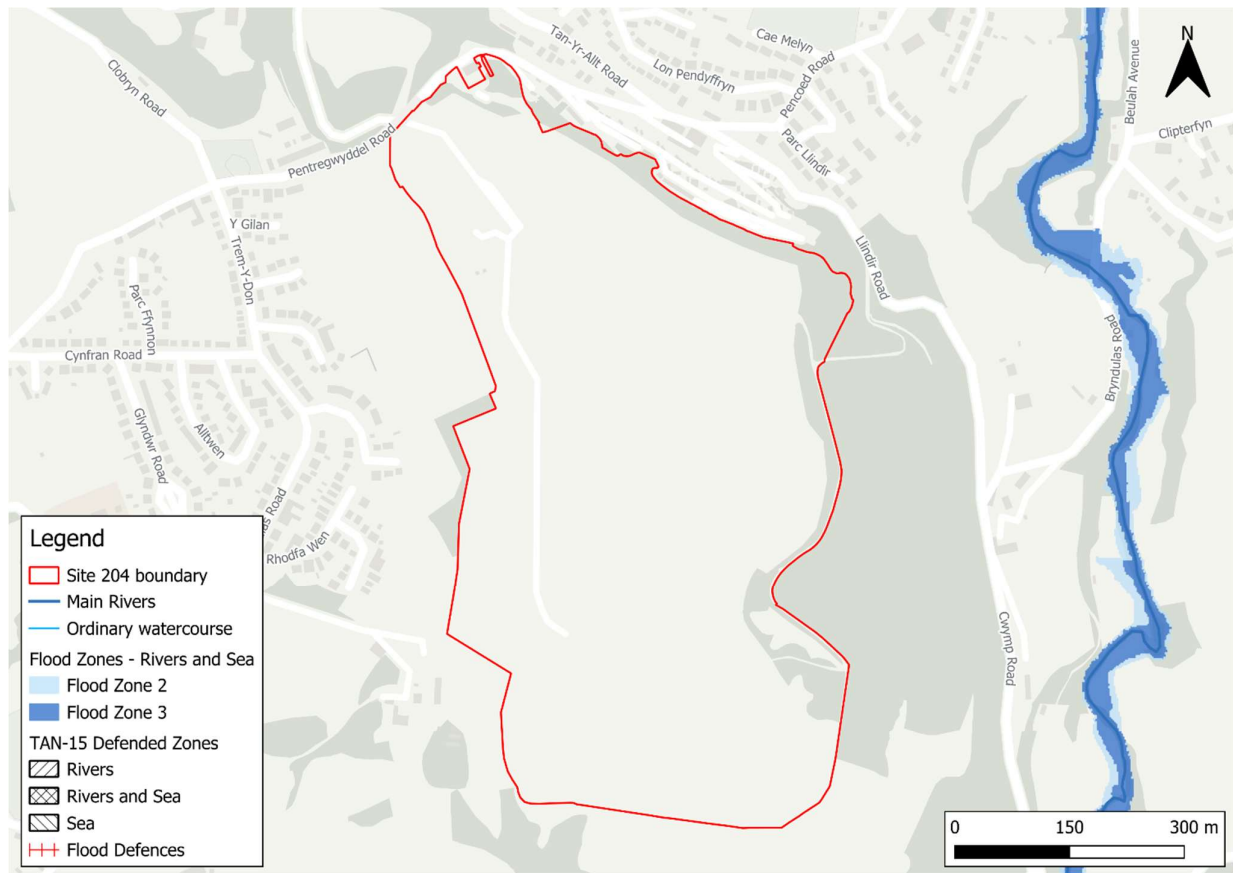 Cae Melyn
N
Tan-Yr-Allt Road
Clobryn Road
Lon Pendyffryn
Pencoed Road
Beulah Avenue
Clipterfyn
Parc Llindir
Pentregwyddel Road
Y Gilan
Trem-Y-Don
Llindir Road
Parc Ffynnon
Cynfran Road
Bryndulas Road
Glyndwr Road
Alltwen
las Road
Rhodfa Wen
Cwymp Road
Legend
Site 204 boundary
Main Rivers
Ordinary watercourse
Flood Zones - Rivers and Sea
Flood Zone 2
Flood Zone 3
TAN-15 Defended Zones
Rivers
Rivers and Sea
Sea
Flood Defences
0 150 300 m